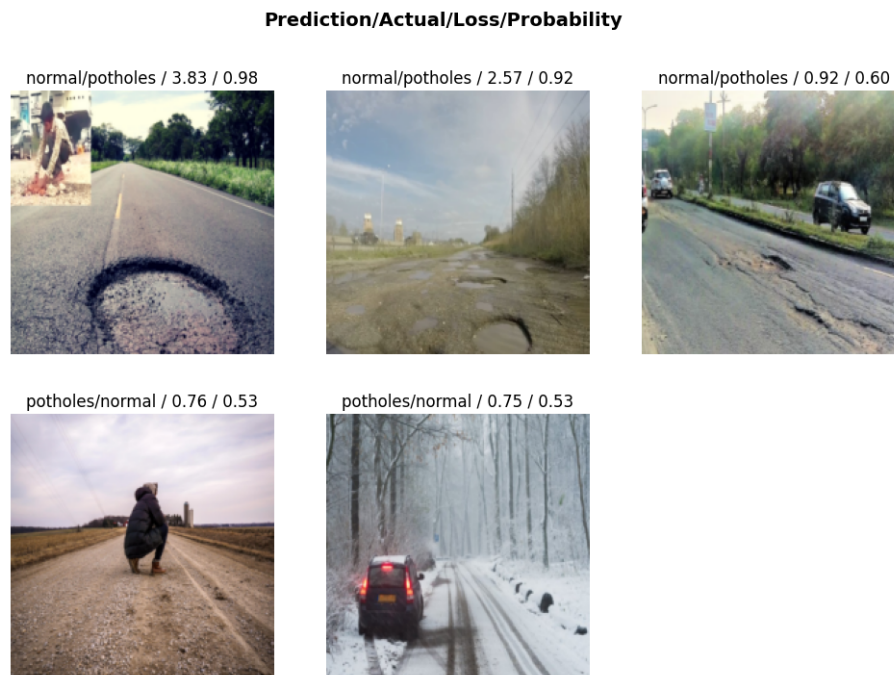 Prediction/Actual/Loss/Probability
normal/potholes / 3.83 / 0.98
normal/potholes / 2.57 / 0.92
normal/potholes / 0.92 / 0.60
potholes/normal / 0.76 / 0.53
potholes/normal / 0.75 / 0.53